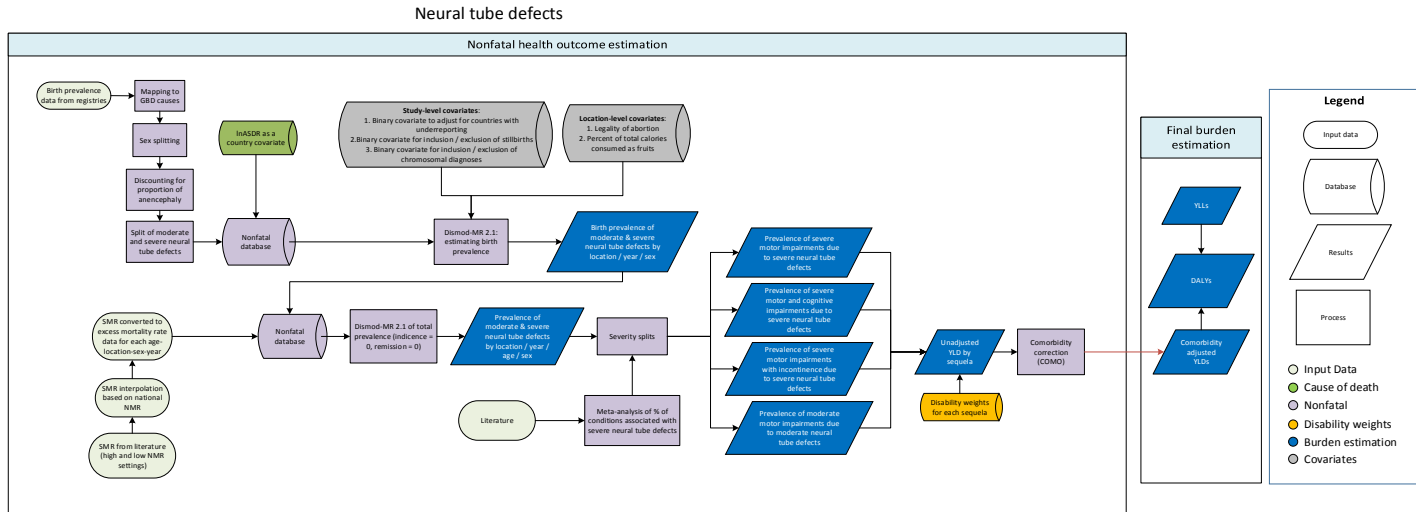 Neural tube defects
Nonfatal health outcome estimation
Birth prevalence
data from registries
Mapping to
GBD causes
Sex splitting
Discounting for
proportion of
anencephaly
Split of moderate
and severe neural
tube defects
lnASDR as a
country covariate
Nonfatal
database
Study-level covariates:
1. Binary covariate to adjust for countries with
underreporting
2.Binary covariate for inclusion / exclusion of stillbirths
3. Binary covariate for inclusion / exclusion of
chromosomal diagnoses
Location-level covariates:
1. Legality of abortion
2. Percent of total calories
consumed as fruits
Dismod-MR 2.1:
estimating birth
prevalence
Birth prevalence of
moderate & severe
neural tube defects by
location / year / sex
SMR converted to
excess mortality rate
data for each age-
location-sex-year
SMR interpolation
based on national
NMR
SMR from literature
(high and low NMR
settings)
Nonfatal
database
Dismod-MR 2.1 of total
prevalence (indicence =
0, remission = 0)
Prevalence of
moderate & severe
neural tube defects
by location / year /
age / sex
Severity splits
Literature
Meta-analysis of % of
conditions associated with
severe neural tube defects
Prevalence of severe
motor impairments due
to severe neural tube
defects
Prevalence of severe
motor and cognitive
impairments due to
severe neural tube
defects
Prevalence of severe
motor impairments
with incontinence due
to severe neural tube
defects
Prevalence of moderate
motor impairments due
to moderate neural
tube defects
Unadjusted
YLD by
sequela
Disability weights
for each sequela
Comorbidity
correction
(COMO)
Final burden
estimation
YLLs
DALYs
Comorbidity
adjusted
YLDs
Legend
Input data
Database
Results
Process
Input Data
Cause of death
Nonfatal
Disability weights
Burden estimation
Covariates